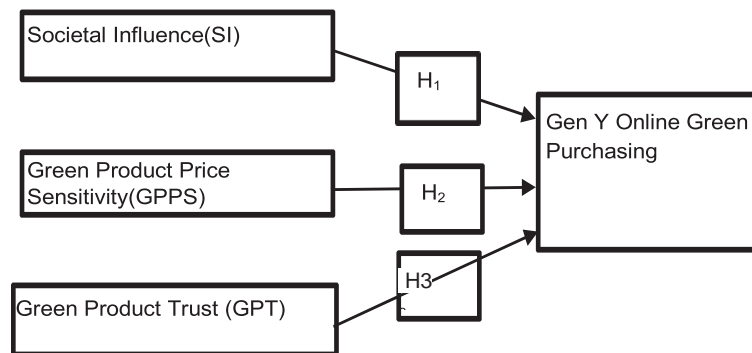 Societal Influence(SI)
H₁
Gen Y Online Green
Purchasing
Green Product Price
Sensitivity(GPPS)
H₂
H3
Green Product Trust (GPT)